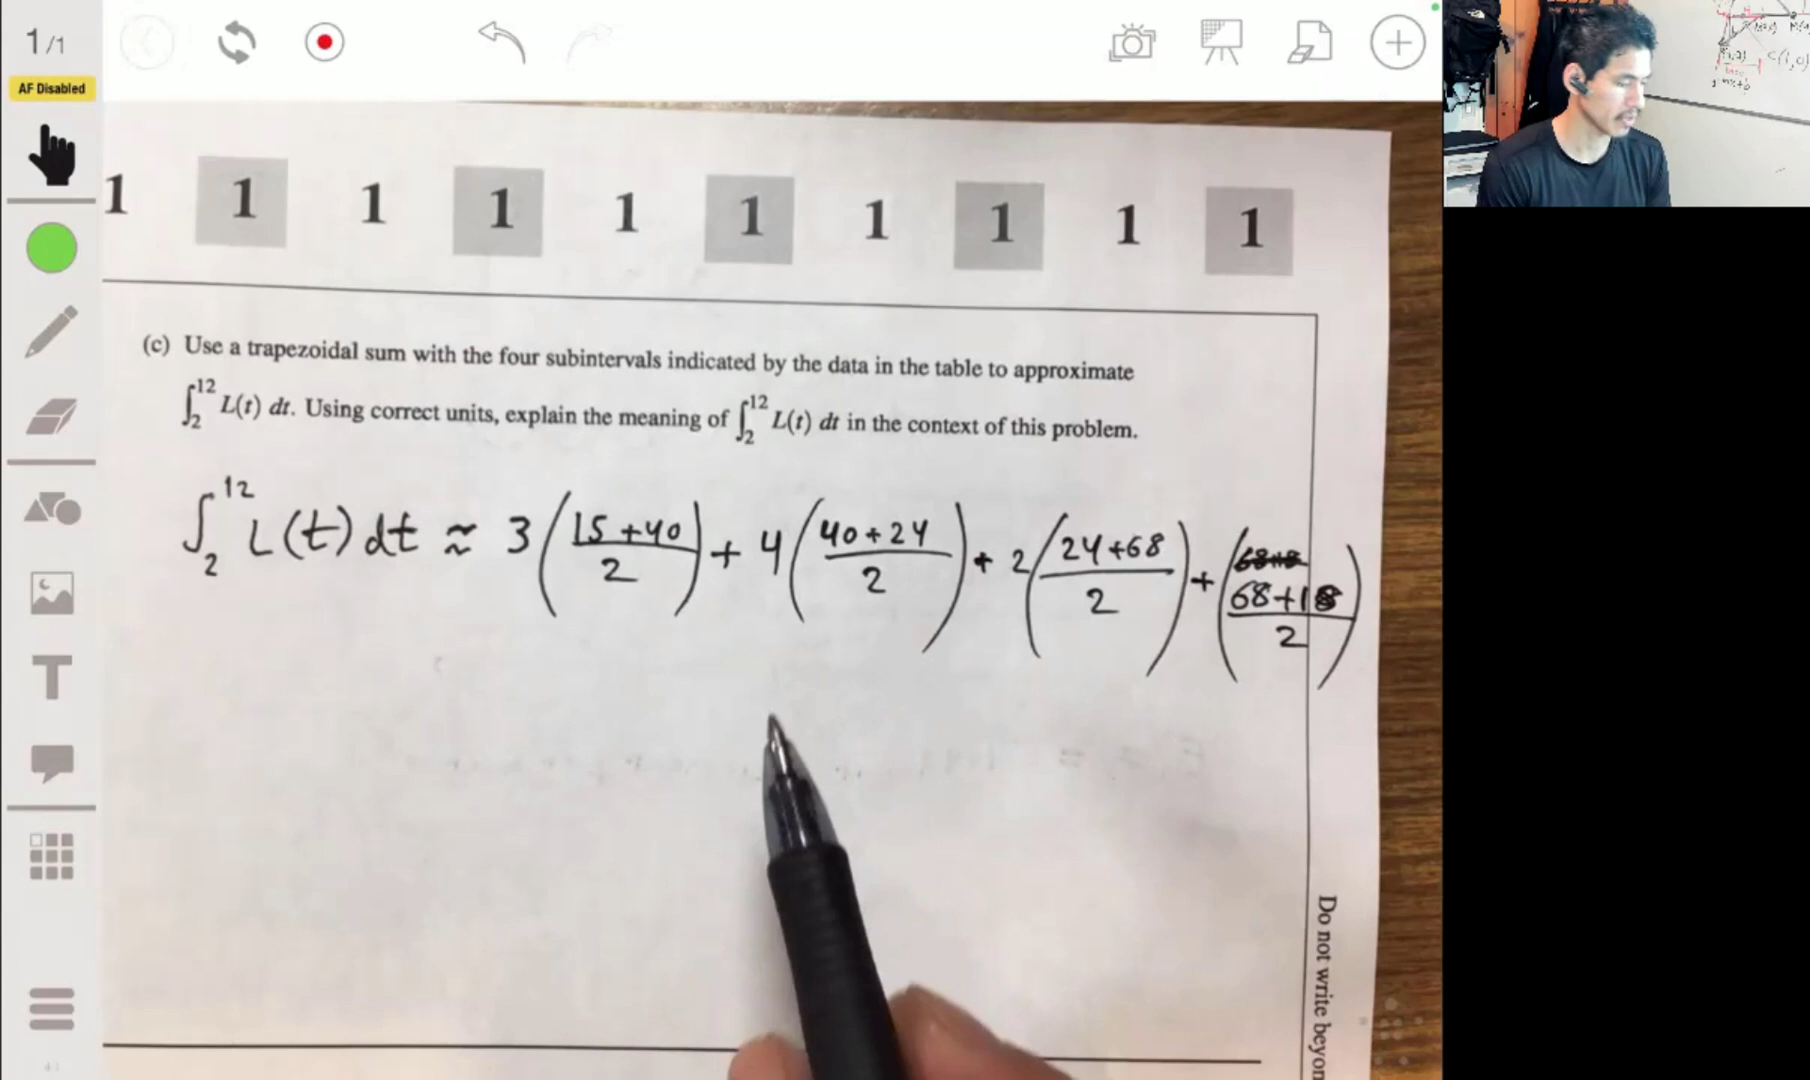 1/1
AF Disabled
1 1 1 1 1 1 1 1 1 1
(c) Use a trapezoidal sum with the four subintervals indicated by the data in the table to approximate
∫₂¹² L(t) dt. Using correct units, explain the meaning of ∫₂¹² L(t) dt in the context of this problem.
∫₂¹² L(t) dt ≈ 3((15+40)/2) + 4((40+24)/2) + 2((24+68)/2) + ((68+18)/2)
Do not write beyon
T
C(1,0)